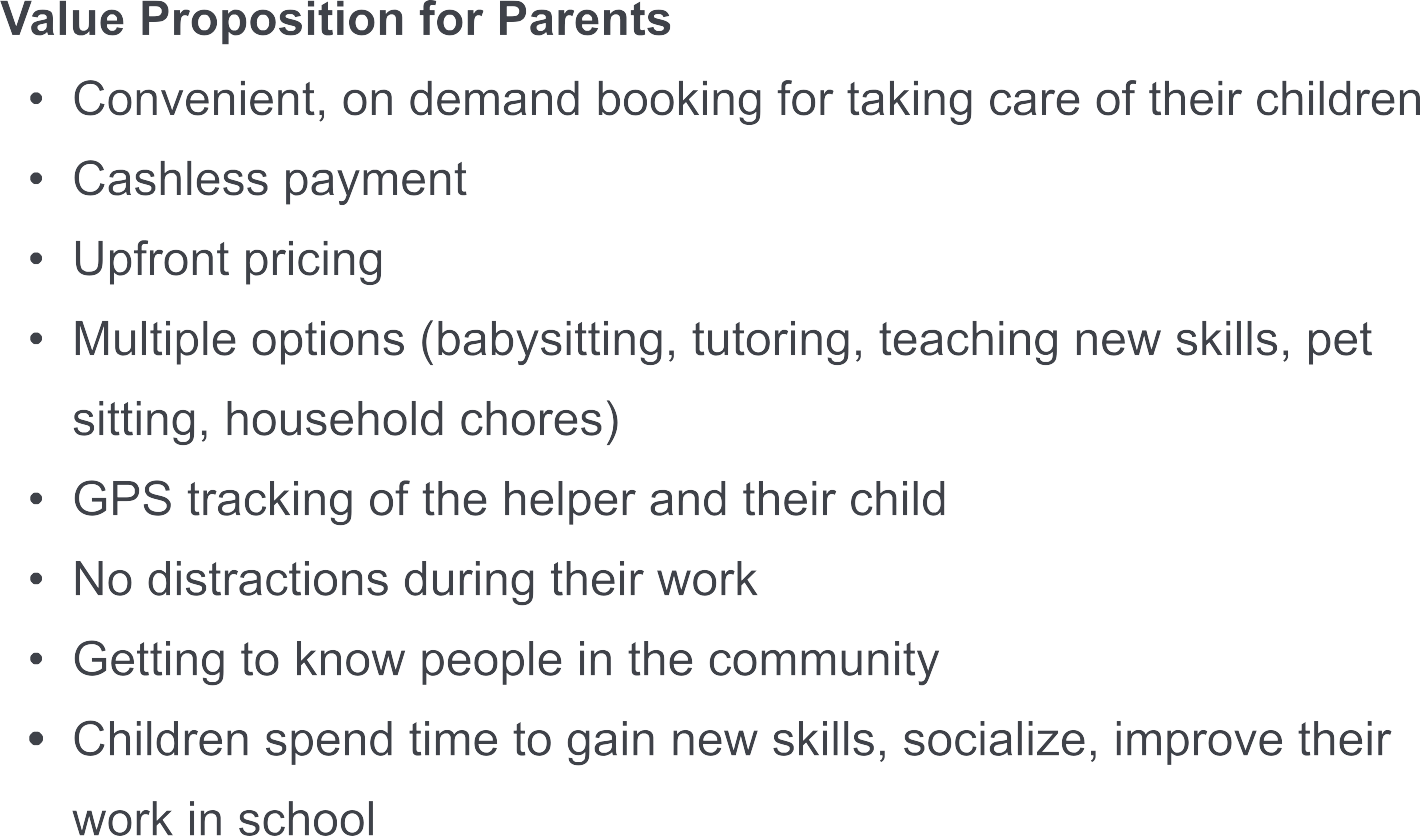 Value Proposition for Parents
• Convenient, on demand booking for taking care of their children
• Cashless payment
• Upfront pricing
• Multiple options (babysitting, tutoring, teaching new skills, pet
sitting, household chores)
• GPS tracking of the helper and their child
• No distractions during their work
• Getting to know people in the community
• Children spend time to gain new skills, socialize, improve their
work in school